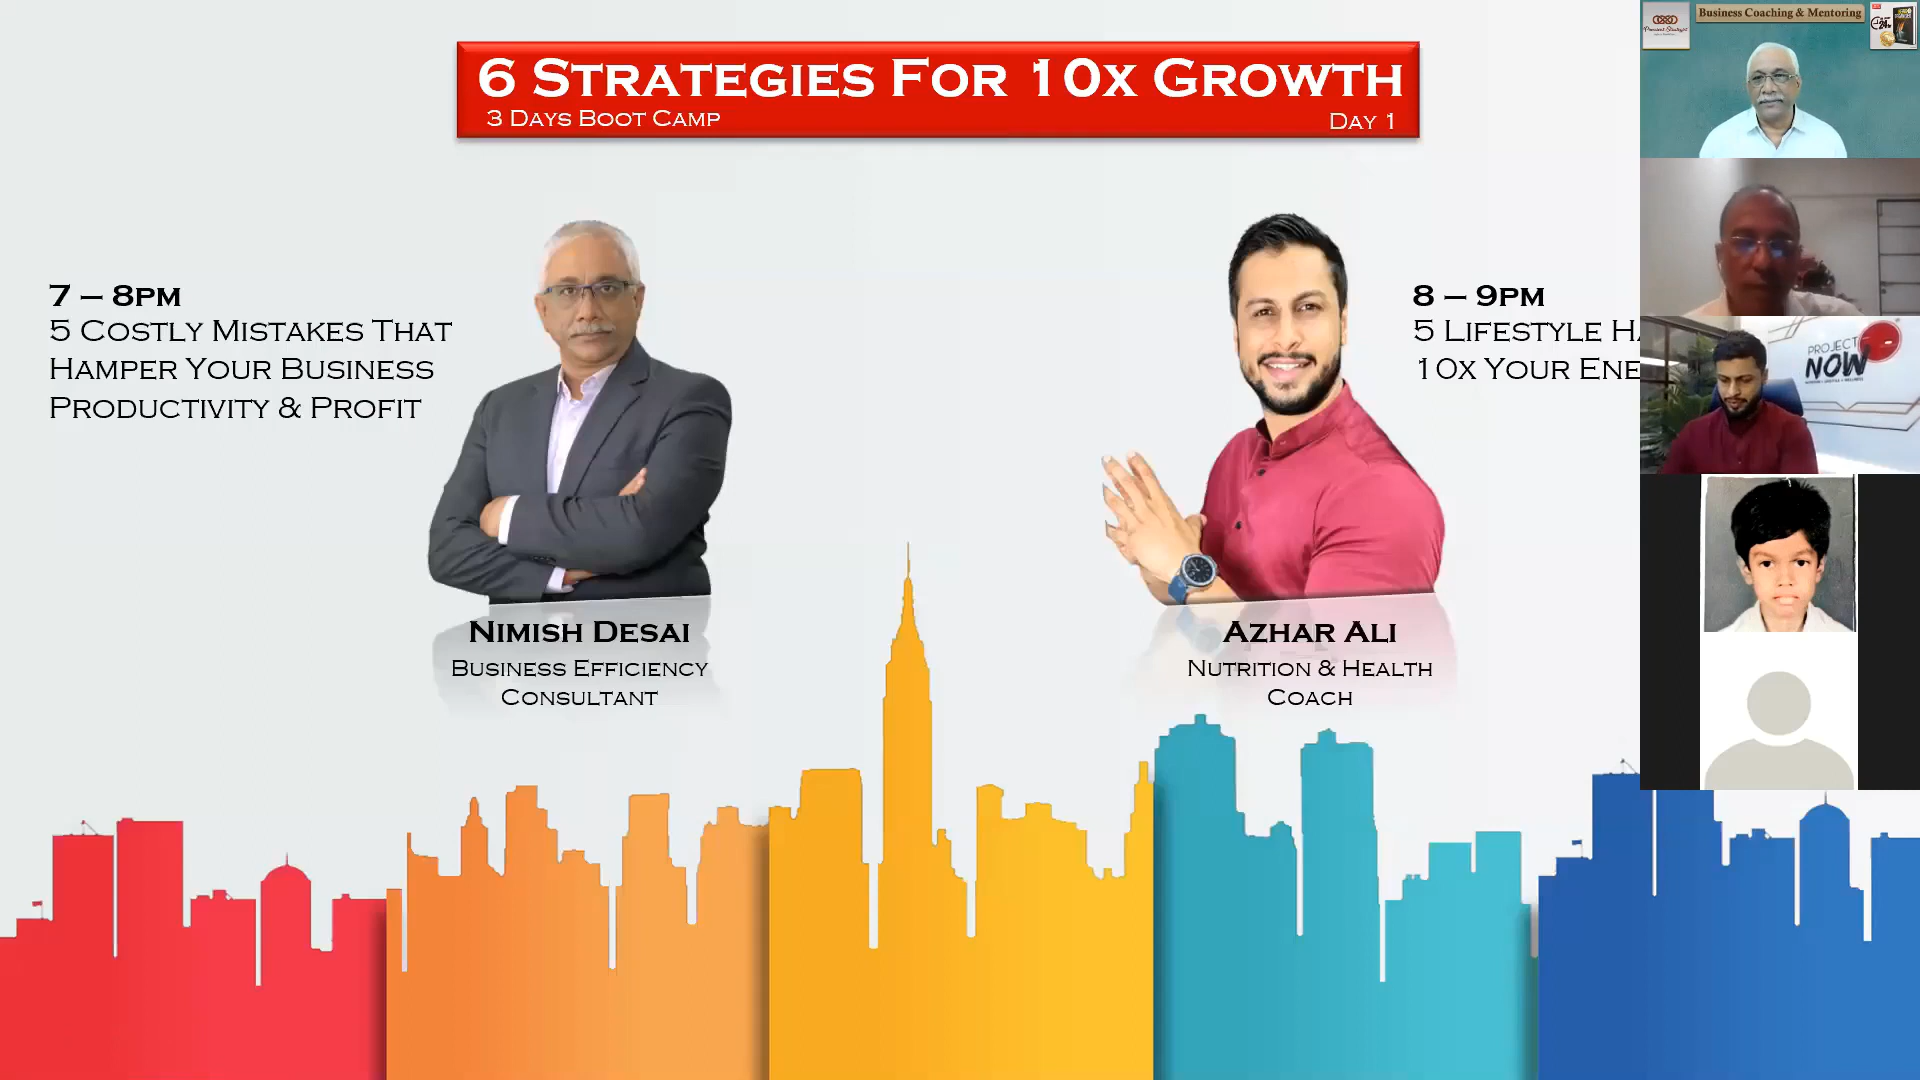 6 Strategies For 10x Growth
3 Days Boot Camp
Day 1
7 – 8pm
5 Costly Mistakes That
Hamper Your Business
Productivity & Profit
8 – 9pm
5 Lifestyle
10x Your
Nimish Desai
Business Efficiency
Consultant
Azhar Ali
Nutrition & Health
Coach
Business Coaching & Mentoring
PROJECT
NOW